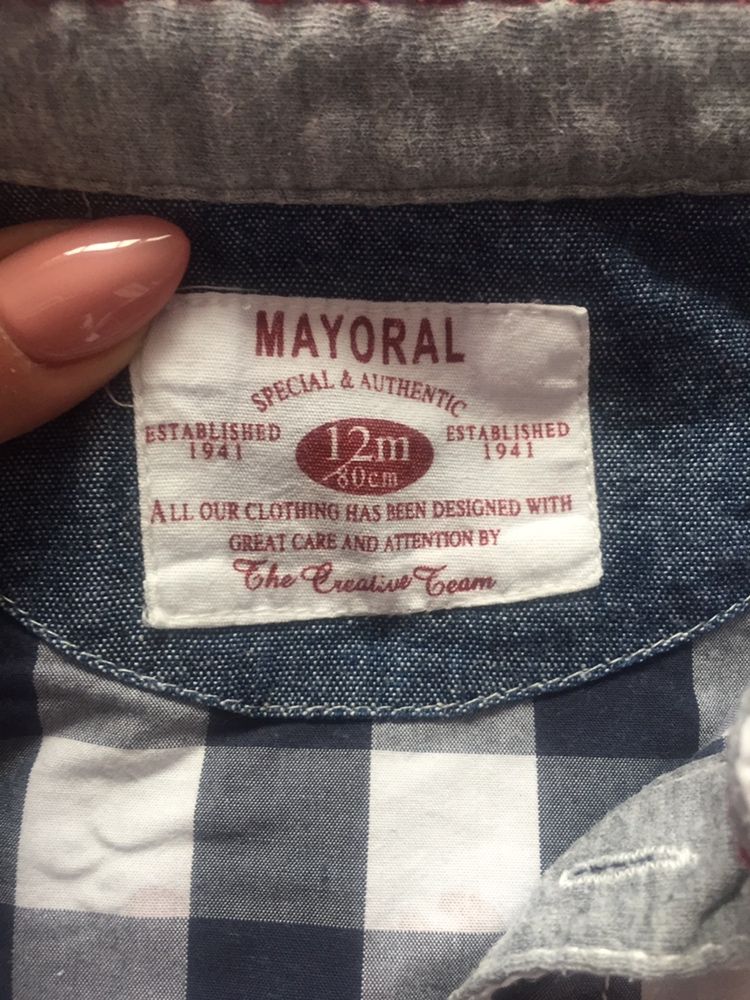 MAYORAL
SPECIAL & AUTHENTIC
ESTABLISHED 1941
12m
80cm
ESTABLISHED 1941
ALL OUR CLOTHING HAS BEEN DESIGNED WITH
GREAT CARE AND ATTENTION BY
The Creative Team